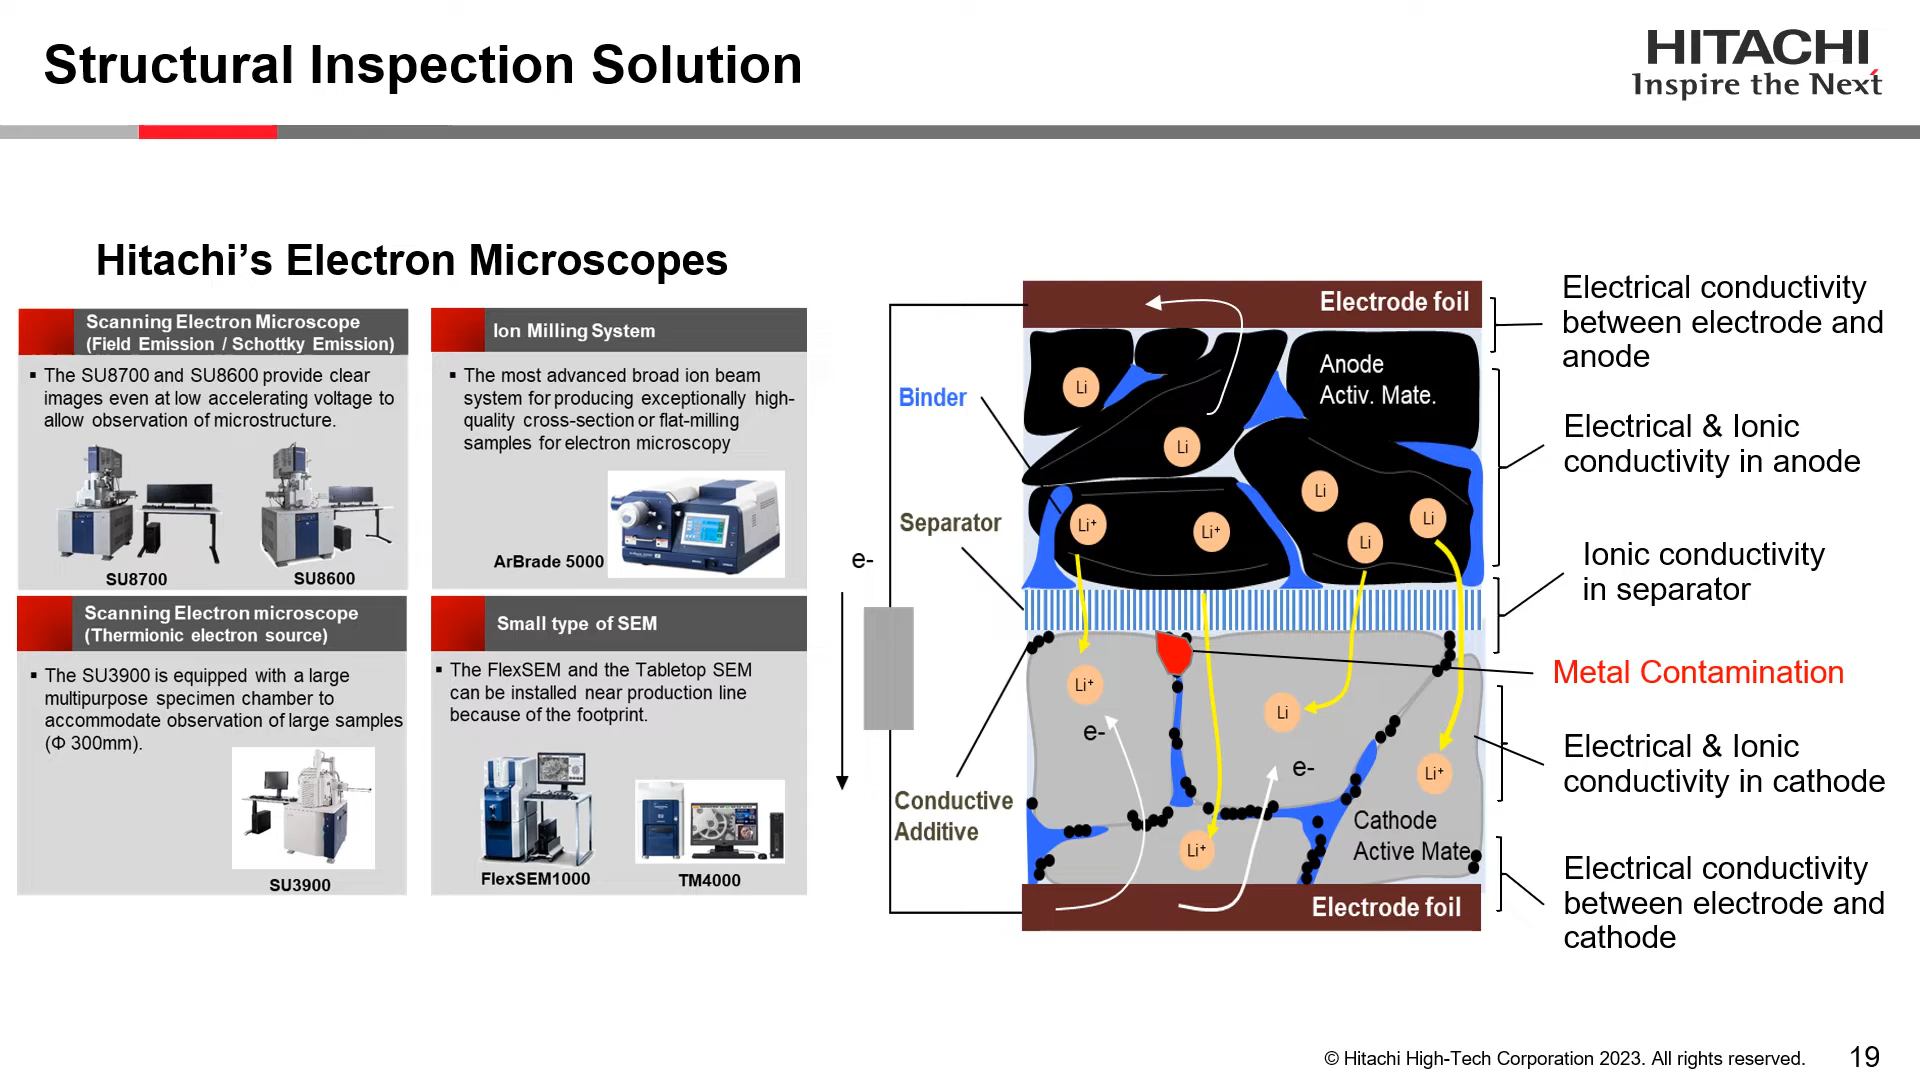 Structural Inspection Solution
HITACHI
Inspire the Next
Hitachi's Electron Microscopes
Scanning Electron Microscope
(Field Emission / Schottky Emission)
▪ The SU8700 and SU8600 provide clear
images even at low accelerating voltage to
allow observation of microstructure.
SU8700
SU8600
Ion Milling System
▪ The most advanced broad ion beam
system for producing exceptionally high-
quality cross-section or flat-milling
samples for electron microscopy
ArBrade 5000
Scanning Electron microscope
(Thermionic electron source)
▪ The SU3900 is equipped with a large
multipurpose specimen chamber to
accommodate observation of large samples
(Φ 300mm).
SU3900
Small type of SEM
▪ The FlexSEM and the Tabletop SEM
can be installed near production line
because of the footprint.
FlexSEM1000
TM4000
e-
Binder
Separator
Conductive
Additive
Electrode foil
Anode
Activ. Mate.
Li
Li
Li
Li
Li
Li+
Li+
Li+
Li
Li+
Li+
e-
e-
Cathode
Active Mate.
Electrode foil
Electrical conductivity
between electrode and
anode
Electrical & Ionic
conductivity in anode
Ionic conductivity
in separator
Metal Contamination
Electrical & Ionic
conductivity in cathode
Electrical conductivity
between electrode and
cathode
© Hitachi High-Tech Corporation 2023. All rights reserved.
19